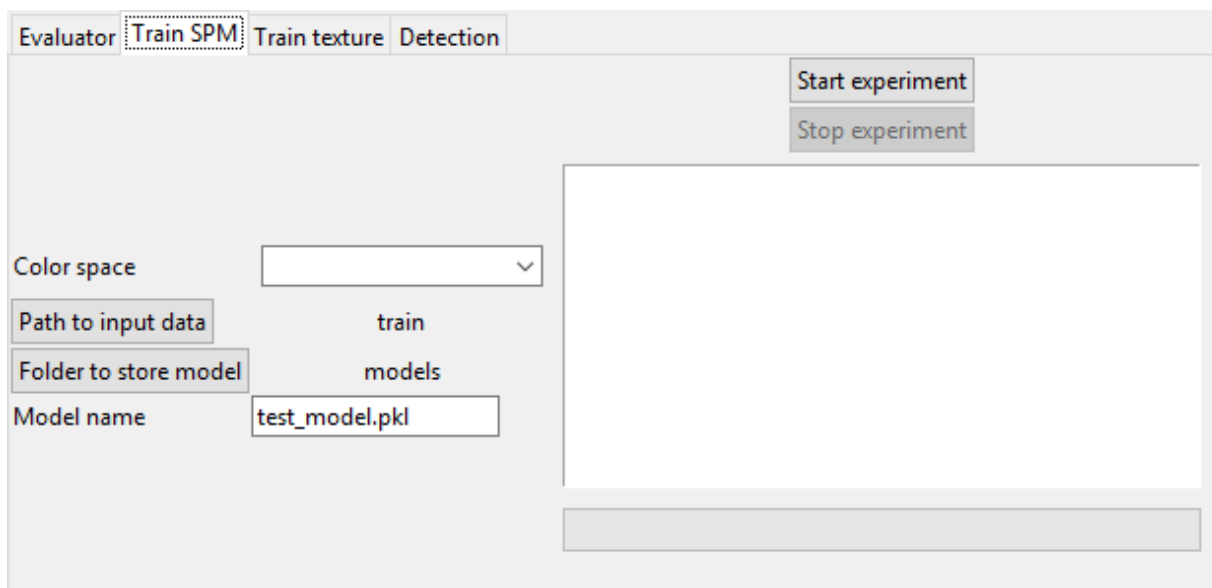 Evaluator Train SPM Train texture Detection
Start experiment
Stop experiment
Color space
Path to input data train
Folder to store model models
Model name test_model.pkl